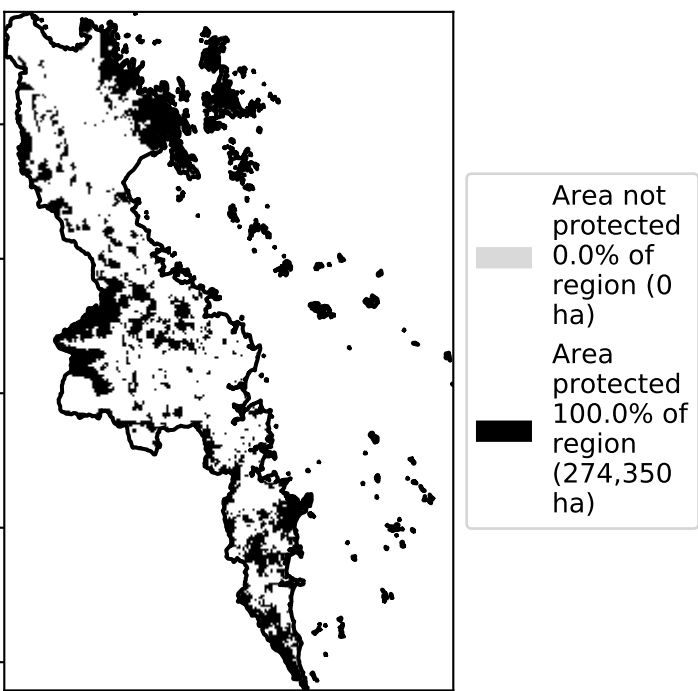 Area not
protected
0.0% of
region (0
ha)
Area
protected
100.0% of
region
(274,350
ha)